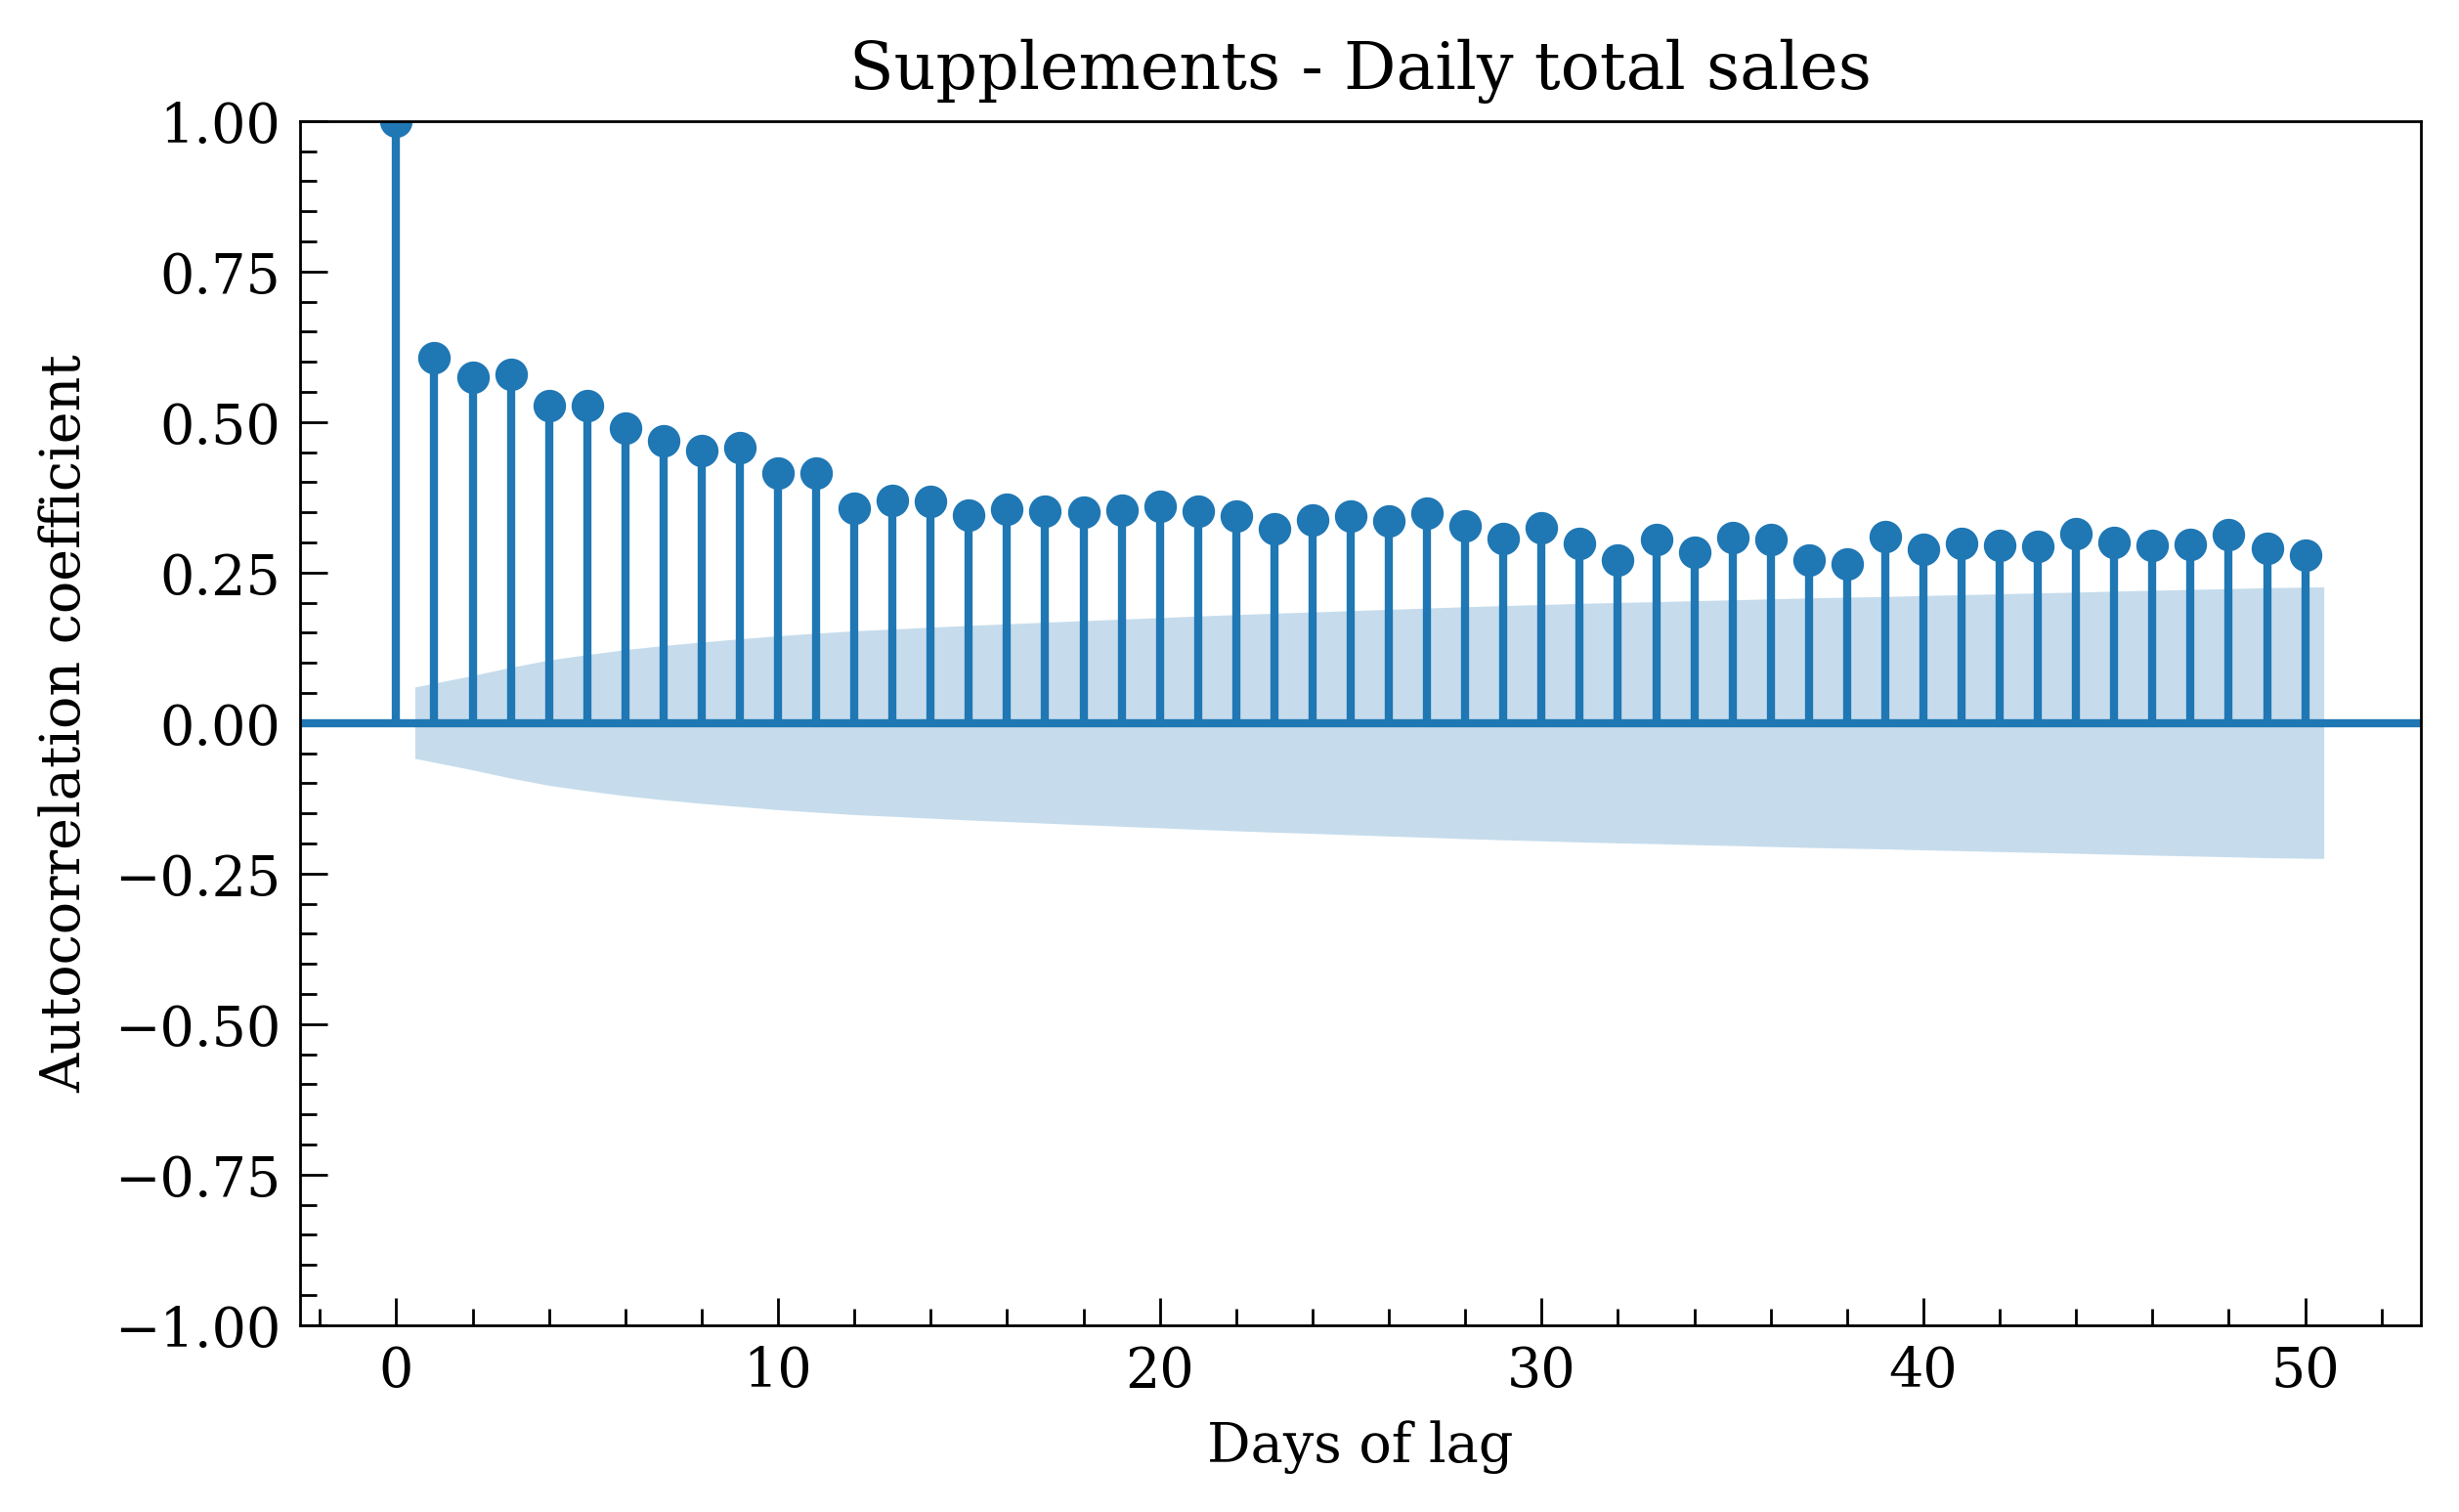 Supplements - Daily total sales
1.00
0.75
0.50
0.25
0.00
−0.25
−0.50
−0.75
−1.00
Autocorrelation coefficient
0 10 20 30 40 50
Days of lag